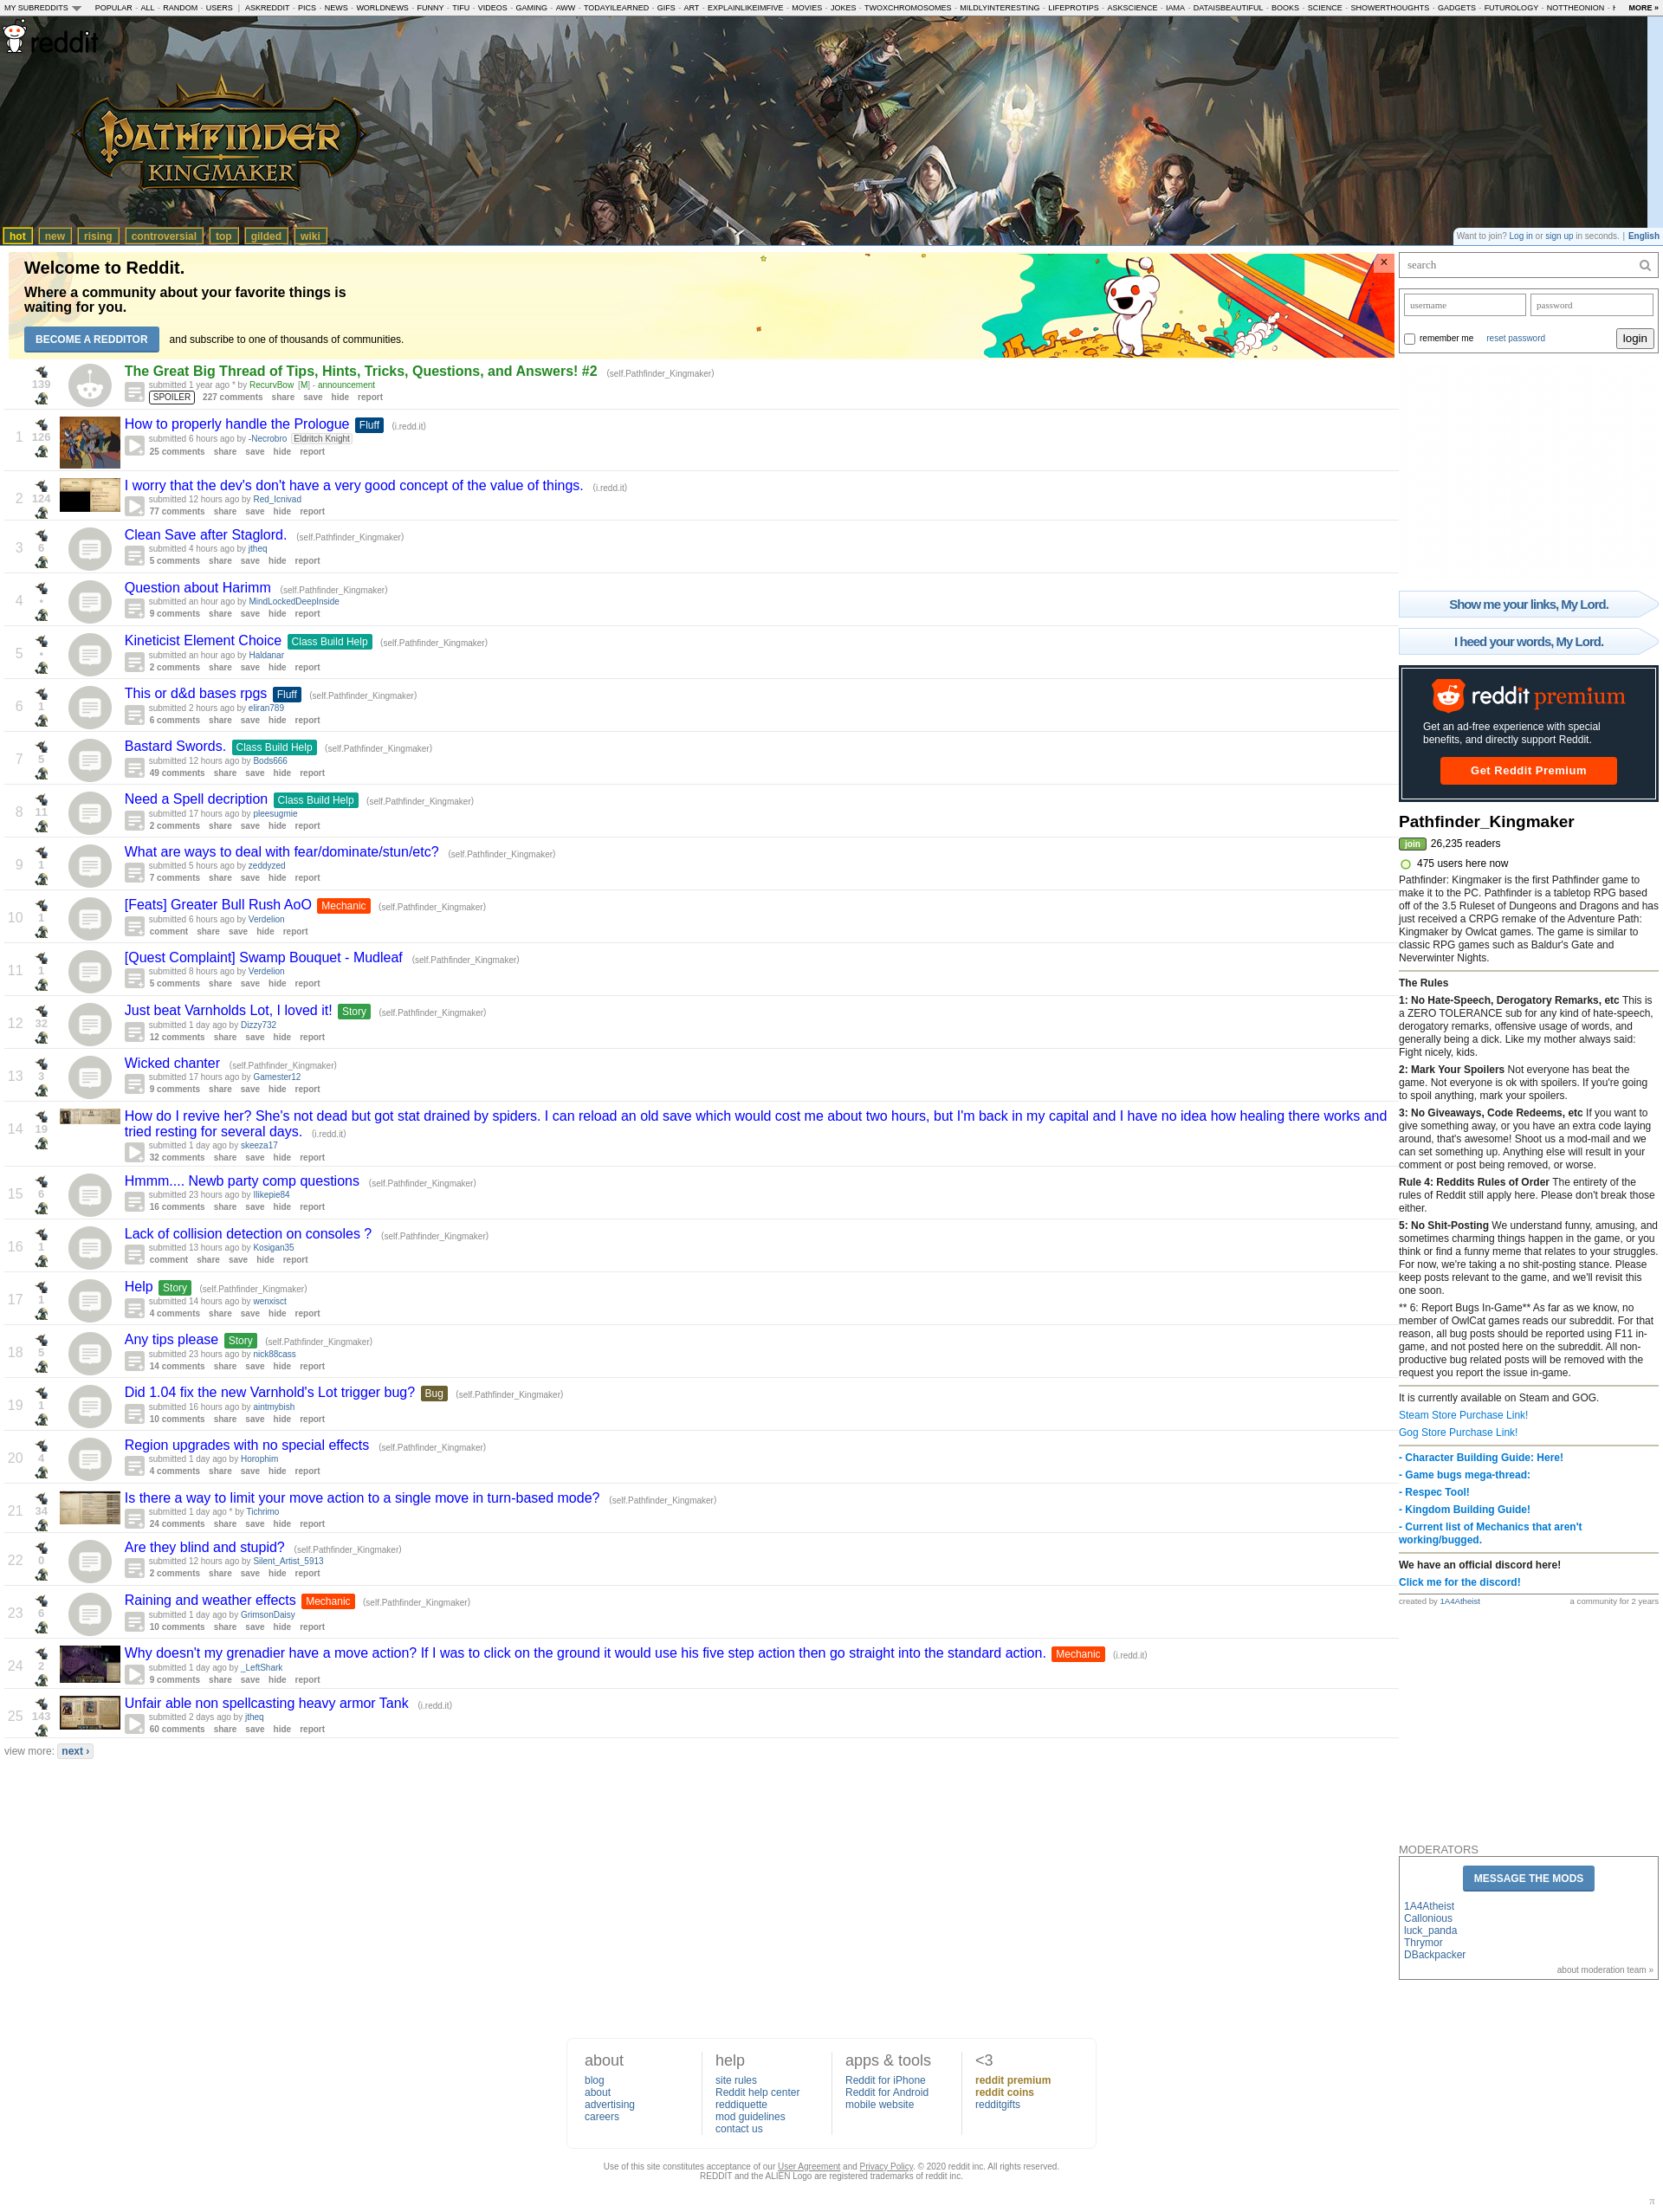 MY SUBREDDITS POPULAR - ALL - RANDOM - USERS | ASKREDDIT - PICS - NEWS - WORLDNEWS - FUNNY - TIFU - VIDEOS - GAMING - AWW - TODAYILEARNED - GIFS - ART - EXPLAINLIKEIMFIVE - MOVIES - JOKES - TWOXCHROMOSOMES - MILDLYINTERESTING - LIFEPROTIPS - ASKSCIENCE - IAMA - DATAISBEAUTIFUL - BOOKS - SCIENCE - SHOWERTHOUGHTS - GADGETS - FUTUROLOGY - NOTTHEONION - MORE »
reddit
PATHFINDER
KINGMAKER
hot new rising controversial top gilded wiki
Want to join? Log in or sign up in seconds. | English
Welcome to Reddit.
Where a community about your favorite things is
waiting for you.
BECOME A REDDITOR and subscribe to one of thousands of communities.
×
The Great Big Thread of Tips, Hints, Tricks, Questions, and Answers! #2 (self.Pathfinder_Kingmaker)
139
submitted 1 year ago * by RecurvBow [M] - announcement
SPOILER 227 comments share save hide report
How to properly handle the Prologue Fluff (i.redd.it)
1 126
submitted 6 hours ago by -Necrobro Eldritch Knight
25 comments share save hide report
I worry that the dev's don't have a very good concept of the value of things. (i.redd.it)
2 124
submitted 12 hours ago by Red_Icnivad
77 comments share save hide report
Clean Save after Staglord. (self.Pathfinder_Kingmaker)
3 6
submitted 4 hours ago by jtheq
5 comments share save hide report
Question about Harimm (self.Pathfinder_Kingmaker)
4 •
submitted an hour ago by MindLockedDeepInside
9 comments share save hide report
Kineticist Element Choice Class Build Help (self.Pathfinder_Kingmaker)
5 •
submitted an hour ago by Haldanar
2 comments share save hide report
This or d&d bases rpgs Fluff (self.Pathfinder_Kingmaker)
6 1
submitted 2 hours ago by eliran789
6 comments share save hide report
Bastard Swords. Class Build Help (self.Pathfinder_Kingmaker)
7 5
submitted 12 hours ago by Bods666
49 comments share save hide report
Need a Spell decription Class Build Help (self.Pathfinder_Kingmaker)
8 11
submitted 17 hours ago by pleesugmie
2 comments share save hide report
What are ways to deal with fear/dominate/stun/etc? (self.Pathfinder_Kingmaker)
9 1
submitted 5 hours ago by zeddyzed
7 comments share save hide report
[Feats] Greater Bull Rush AoO Mechanic (self.Pathfinder_Kingmaker)
10 1
submitted 6 hours ago by Verdelion
comment share save hide report
[Quest Complaint] Swamp Bouquet - Mudleaf (self.Pathfinder_Kingmaker)
11 1
submitted 8 hours ago by Verdelion
5 comments share save hide report
Just beat Varnholds Lot, I loved it! Story (self.Pathfinder_Kingmaker)
12 32
submitted 1 day ago by Dizzy732
12 comments share save hide report
Wicked chanter (self.Pathfinder_Kingmaker)
13 3
submitted 17 hours ago by Gamester12
9 comments share save hide report
How do I revive her? She's not dead but got stat drained by spiders. I can reload an old save which would cost me about two hours, but I'm back in my capital and I have no idea how healing there works and
tried resting for several days. (i.redd.it)
14 19
submitted 1 day ago by skeeza17
32 comments share save hide report
Hmmm.... Newb party comp questions (self.Pathfinder_Kingmaker)
15 6
submitted 23 hours ago by Ilikepie84
16 comments share save hide report
Lack of collision detection on consoles ? (self.Pathfinder_Kingmaker)
16 1
submitted 13 hours ago by Kosigan35
comment share save hide report
Help Story (self.Pathfinder_Kingmaker)
17 1
submitted 14 hours ago by wenxisct
4 comments share save hide report
Any tips please Story (self.Pathfinder_Kingmaker)
18 5
submitted 23 hours ago by nick88cass
14 comments share save hide report
Did 1.04 fix the new Varnhold's Lot trigger bug? Bug (self.Pathfinder_Kingmaker)
19 1
submitted 16 hours ago by aintmybish
10 comments share save hide report
Region upgrades with no special effects (self.Pathfinder_Kingmaker)
20 4
submitted 1 day ago by Horophim
4 comments share save hide report
Is there a way to limit your move action to a single move in turn-based mode? (self.Pathfinder_Kingmaker)
21 34
submitted 1 day ago * by Tichrimo
24 comments share save hide report
Are they blind and stupid? (self.Pathfinder_Kingmaker)
22 0
submitted 12 hours ago by Silent_Artist_5913
2 comments share save hide report
Raining and weather effects Mechanic (self.Pathfinder_Kingmaker)
23 6
submitted 1 day ago by GrimsonDaisy
10 comments share save hide report
Why doesn't my grenadier have a move action? If I was to click on the ground it would use his five step action then go straight into the standard action. Mechanic (i.redd.it)
24 2
submitted 1 day ago by _LeftShark
9 comments share save hide report
Unfair able non spellcasting heavy armor Tank (i.redd.it)
25 143
submitted 2 days ago by jtheq
60 comments share save hide report
view more: next ›
search
username password
remember me reset password login
Show me your links, My Lord.
I heed your words, My Lord.
reddit premium
Get an ad-free experience with special
benefits, and directly support Reddit.
Get Reddit Premium
Pathfinder_Kingmaker
join 26,235 readers
475 users here now
Pathfinder: Kingmaker is the first Pathfinder game to
make it to the PC. Pathfinder is a tabletop RPG based
off of the 3.5 Ruleset of Dungeons and Dragons and has
just received a CRPG remake of the Adventure Path:
Kingmaker by Owlcat games. The game is similar to
classic RPG games such as Baldur's Gate and
Neverwinter Nights.
The Rules
1: No Hate-Speech, Derogatory Remarks, etc This is
a ZERO TOLERANCE sub for any kind of hate-speech,
derogatory remarks, offensive usage of words, and
generally being a dick. Like my mother always said:
Fight nicely, kids.
2: Mark Your Spoilers Not everyone has beat the
game. Not everyone is ok with spoilers. If you're going
to spoil anything, mark your spoilers.
3: No Giveaways, Code Redeems, etc If you want to
give something away, or you have an extra code laying
around, that's awesome! Shoot us a mod-mail and we
can set something up. Anything else will result in your
comment or post being removed, or worse.
Rule 4: Reddits Rules of Order The entirety of the
rules of Reddit still apply here. Please don't break those
either.
5: No Shit-Posting We understand funny, amusing, and
sometimes charming things happen in the game, or you
think or find a funny meme that relates to your struggles.
For now, we're taking a no shit-posting stance. Please
keep posts relevant to the game, and we'll revisit this
one soon.
** 6: Report Bugs In-Game** As far as we know, no
member of OwlCat games reads our subreddit. For that
reason, all bug posts should be reported using F11 in-
game, and not posted here on the subreddit. All non-
productive bug related posts will be removed with the
request you report the issue in-game.
It is currently available on Steam and GOG.
Steam Store Purchase Link!
Gog Store Purchase Link!
- Character Building Guide: Here!
- Game bugs mega-thread:
- Respec Tool!
- Kingdom Building Guide!
- Current list of Mechanics that aren't
working/bugged.
We have an official discord here!
Click me for the discord!
created by 1A4Atheist a community for 2 years
MODERATORS
MESSAGE THE MODS
1A4Atheist
Callonious
luck_panda
Thrymor
DBackpacker
about moderation team »
about
blog
about
advertising
careers
help
site rules
Reddit help center
reddiquette
mod guidelines
contact us
apps & tools
Reddit for iPhone
Reddit for Android
mobile website
<3
reddit premium
reddit coins
redditgifts
Use of this site constitutes acceptance of our User Agreement and Privacy Policy. © 2020 reddit inc. All rights reserved.
REDDIT and the ALIEN Logo are registered trademarks of reddit inc.
π